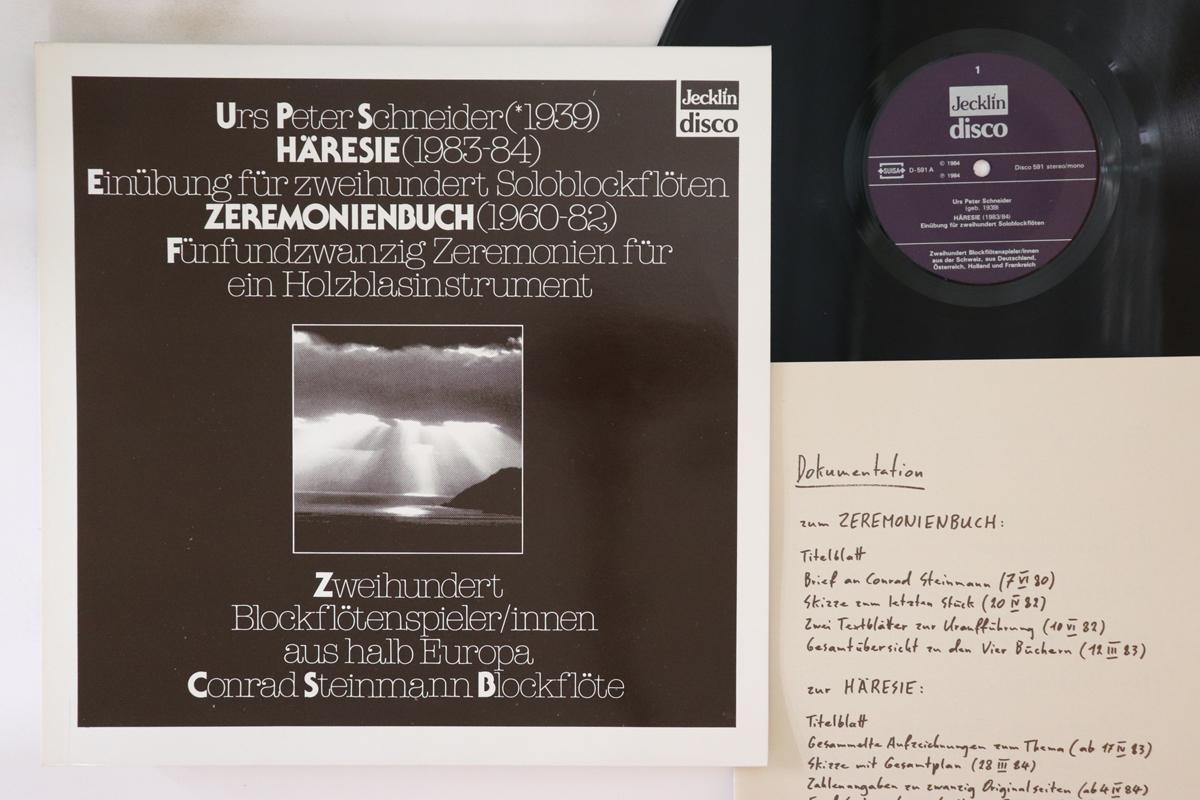 Urs Peter Schneider (*1939)
HÄRESIE (1983-84)
Einübung für zweihundert Soloblockflöten
ZEREMONIENBUCH (1960-82)
Fünfundzwanzig Zeremonien für
ein Holzblasinstrument
Jecklin
disco
Zweihundert
Blockflötenspieler/innen
aus halb Europa
Conrad Steinmann Blockflöte
1
Jecklin
disco
SUISA D-591 A
℗ 1984
© 1984
Disco 591 stereo/mono
Urs Peter Schneider
(geb. 1939)
HÄRESIE (1983/84)
Einübung für zweihundert Soloblockflöten
Zweihundert Blockflötenspieler/innen
aus der Schweiz, aus Deutschland,
Österreich, Holland und Frankreich
Dokumentation
zum ZEREMONIENBUCH:
Titelblatt
Brief an Conrad Steinmann (7 VI 80)
Skizze zum letzten Stück (20 IV 82)
Zwei Textblätter zur Uraufführung (10 VI 82)
Gesamtübersicht zu den Vier Büchern (12 III 83)
zur HÄRESIE:
Titelblatt
Gesammelte Aufzeichnungen zum Thema (ab 17 IV 83)
Skizze mit Gesamtplan (28 III 84)
Zahlenangaben zu zwanzig Originalseiten (ab 4 IV 84)